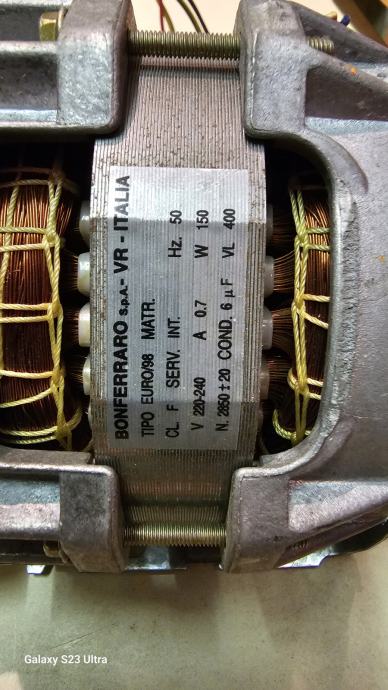 BONFERRARO S.p.A. - VR - ITALIA
TIPO EURO/98 MATR.
CL. F SERV. INT. Hz. 50
V 220-240 A 0.7 W 150
N. 2850 ± 20 COND. 6 µF VL 400
Galaxy S23 Ultra